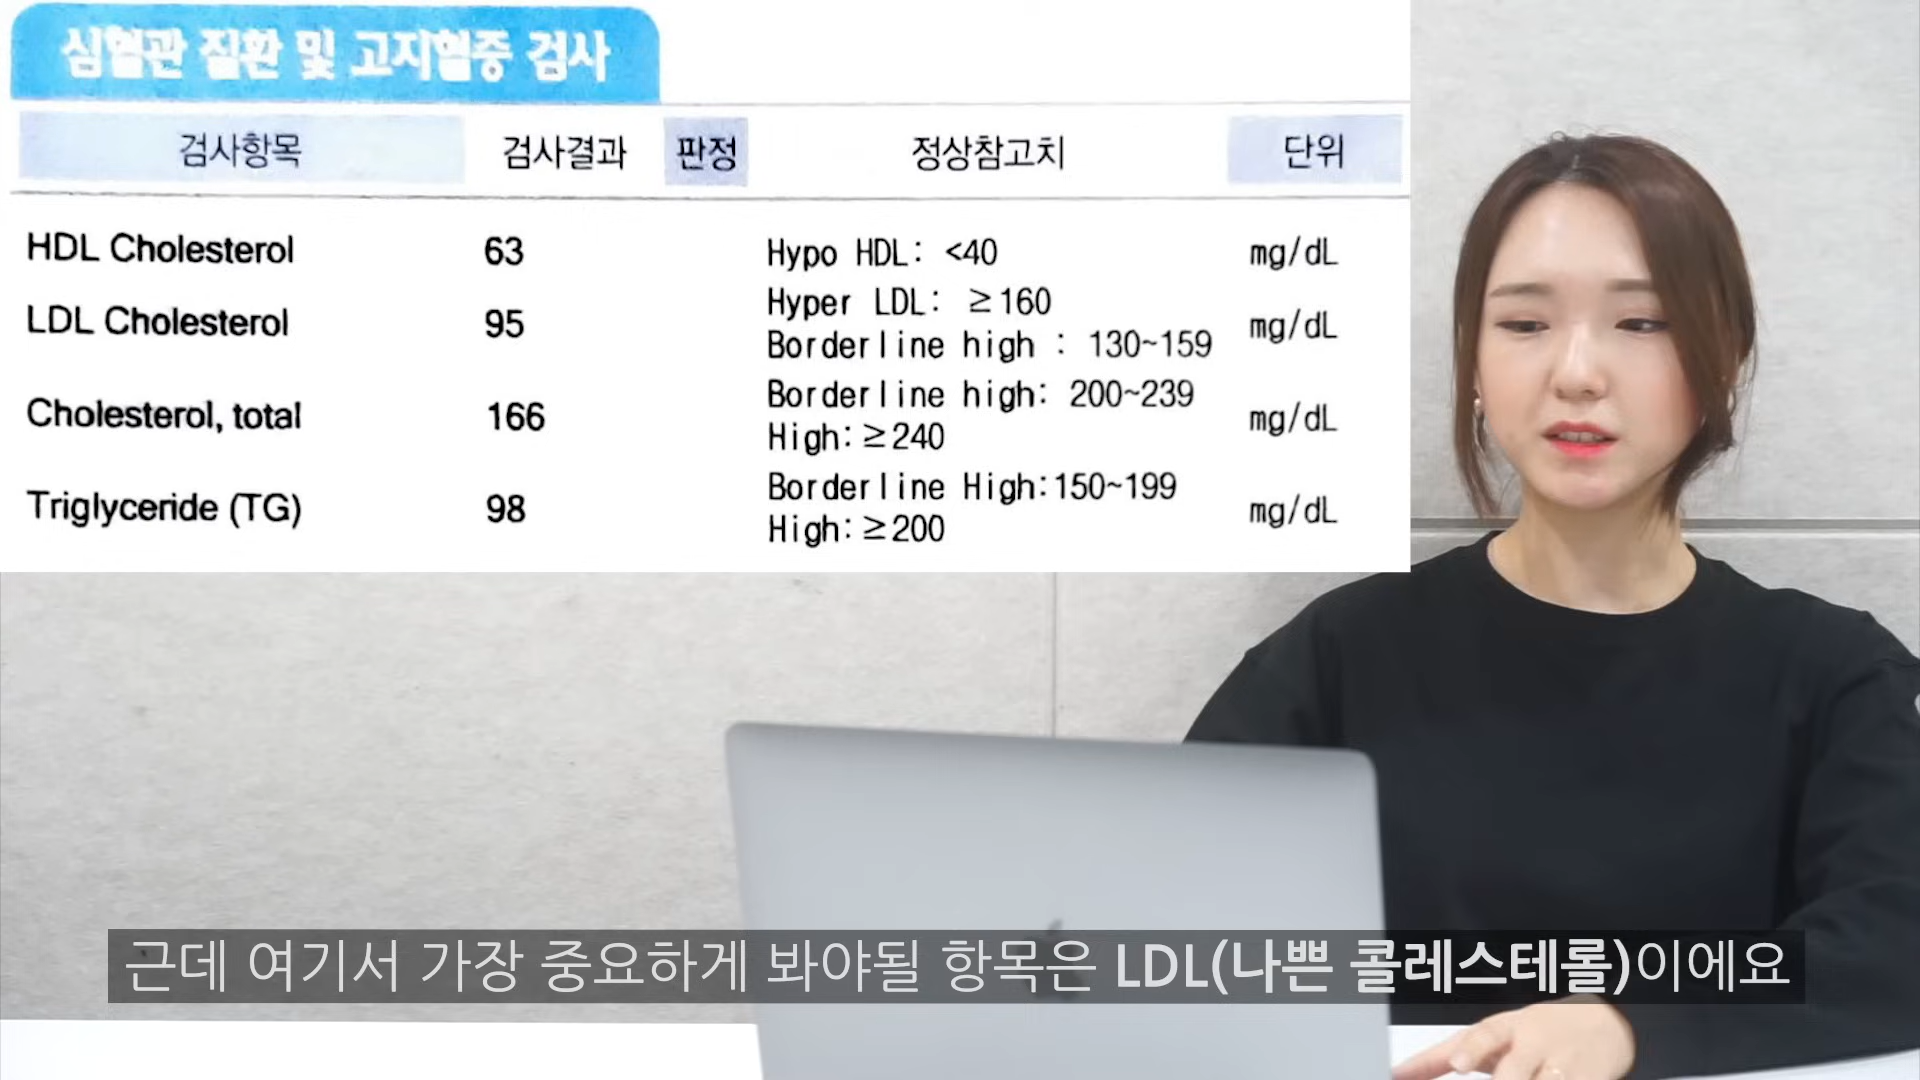 심혈관 질환 및 고지혈증 검사
검사항목 검사결과 판정 정상참고치 단위
HDL Cholesterol 63 Hypo HDL: <40 mg/dL
LDL Cholesterol 95 Hyper LDL: ≥160 mg/dL
Borderline high : 130~159
Cholesterol, total 166 Borderline high: 200~239 mg/dL
High:≥240
Triglyceride (TG) 98 Borderline High:150~199 mg/dL
High:≥200
근데 여기서 가장 중요하게 봐야될 항목은 LDL(나쁜 콜레스테롤)이에요